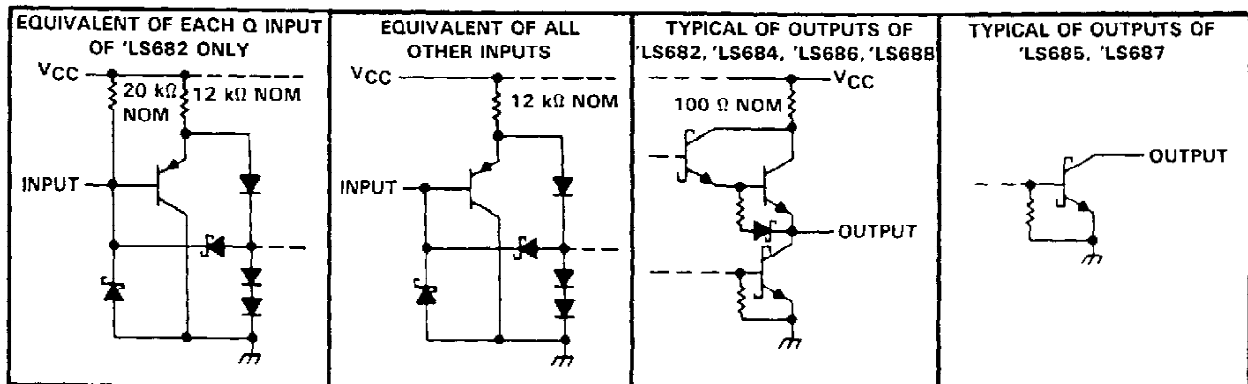 EQUIVALENT OF EACH Q INPUT
OF 'LS682 ONLY
VCC
20 kΩ
NOM
12 kΩ NOM
INPUT
EQUIVALENT OF ALL
OTHER INPUTS
VCC
12 kΩ NOM
INPUT
TYPICAL OF OUTPUTS OF
'LS682, 'LS684, 'LS686, 'LS688
VCC
100 Ω NOM
OUTPUT
TYPICAL OF OUTPUTS OF
'LS685, 'LS687
OUTPUT